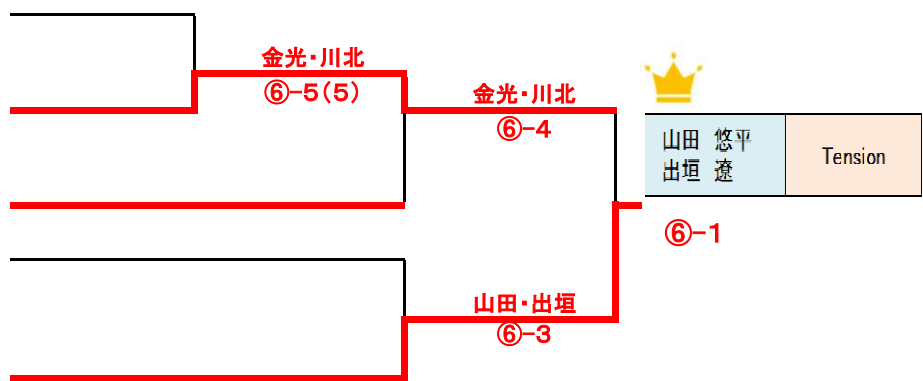 金光・川北
⑥-5(5)
金光・川北
⑥-4
山田 悠平
出垣 遼
Tension
⑥-1
山田・出垣
⑥-3